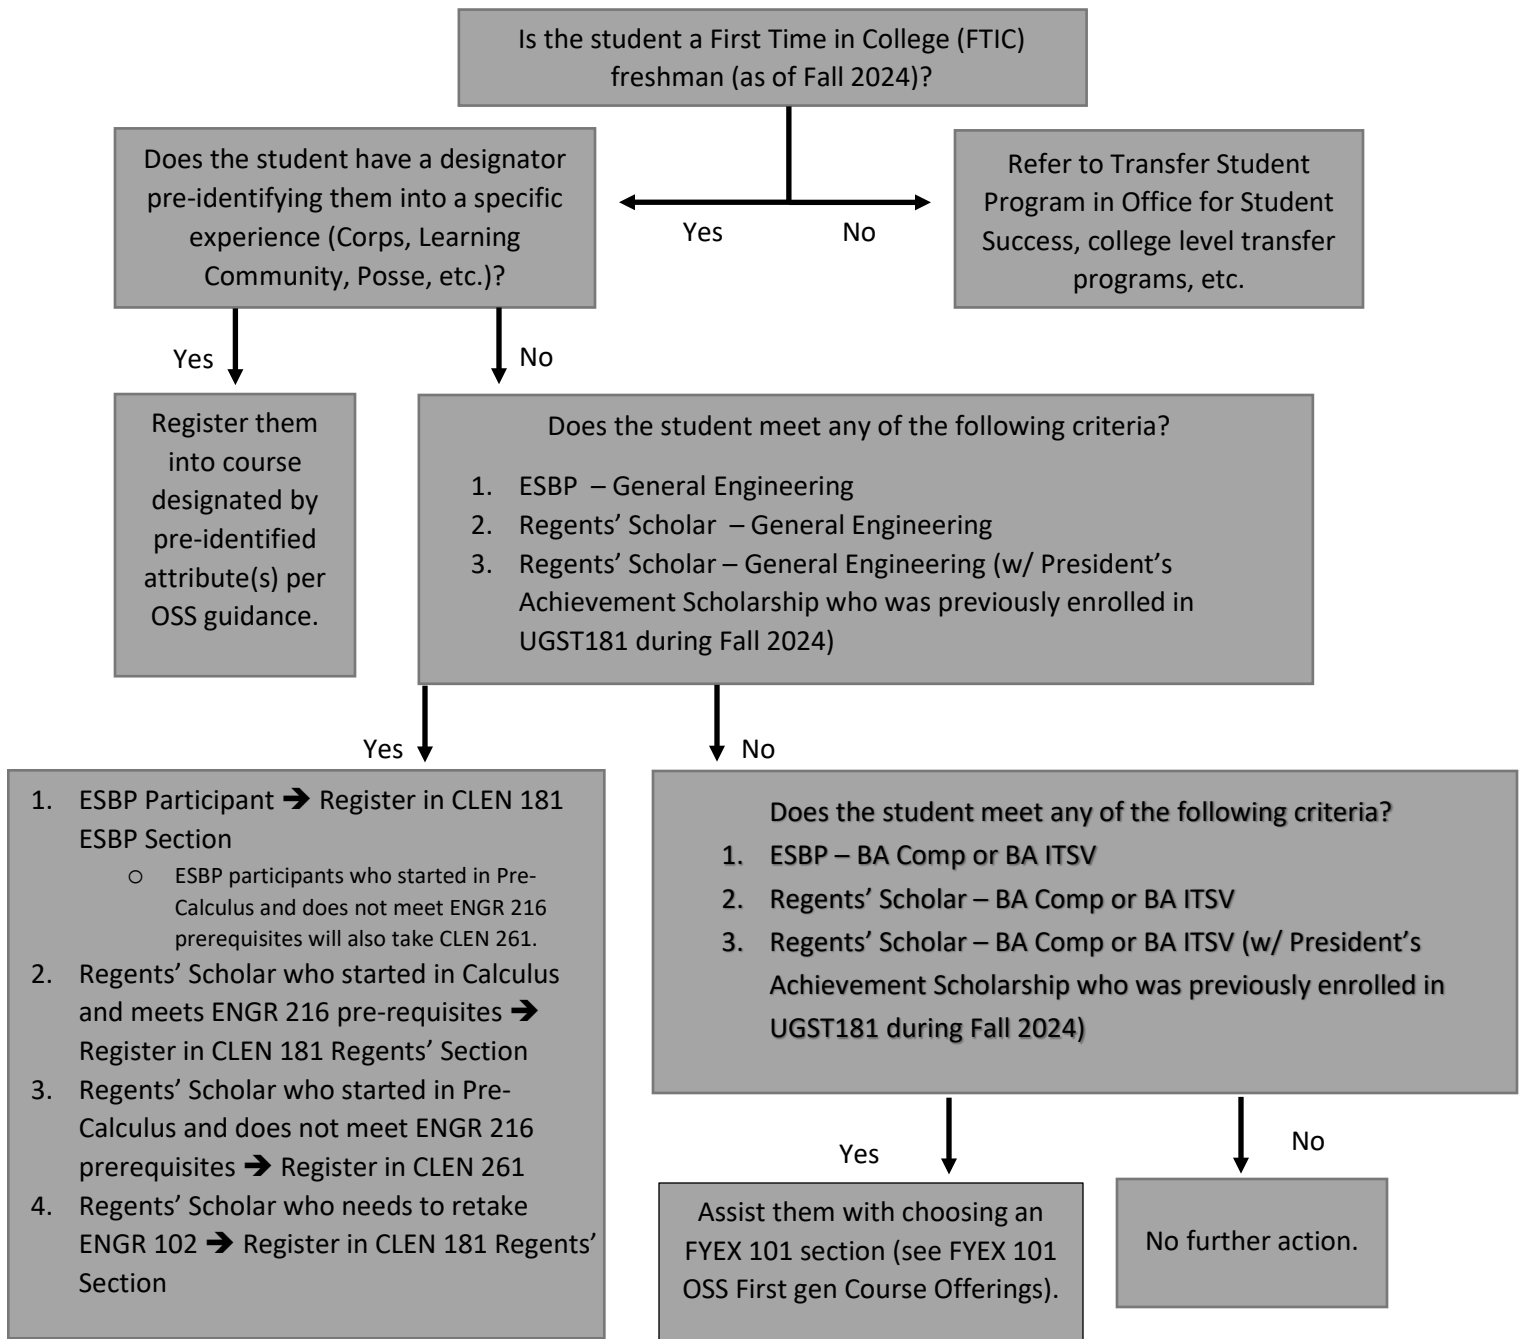 Is the student a First Time in College (FTIC)
freshman (as of Fall 2024)?
Does the student have a designator
pre-identifying them into a specific
experience (Corps, Learning
Community, Posse, etc.)?
Yes
No
Refer to Transfer Student
Program in Office for Student
Success, college level transfer
programs, etc.
Yes
No
Register them
into course
designated by
pre-identified
attribute(s) per
OSS guidance.
Does the student meet any of the following criteria?
1. ESBP – General Engineering
2. Regents’ Scholar – General Engineering
3. Regents’ Scholar – General Engineering (w/ President’s
Achievement Scholarship who was previously enrolled in
UGST181 during Fall 2024)
Yes
No
1. ESBP Participant ➔ Register in CLEN 181
ESBP Section
o ESBP participants who started in Pre-
Calculus and does not meet ENGR 216
prerequisites will also take CLEN 261.
2. Regents’ Scholar who started in Calculus
and meets ENGR 216 pre-requisites ➔
Register in CLEN 181 Regents’ Section
3. Regents’ Scholar who started in Pre-
Calculus and does not meet ENGR 216
prerequisites ➔ Register in CLEN 261
4. Regents’ Scholar who needs to retake
ENGR 102 ➔ Register in CLEN 181 Regents’
Section
Does the student meet any of the following criteria?
1. ESBP – BA Comp or BA ITSV
2. Regents’ Scholar – BA Comp or BA ITSV
3. Regents’ Scholar – BA Comp or BA ITSV (w/ President’s
Achievement Scholarship who was previously enrolled in
UGST181 during Fall 2024)
Yes
No
Assist them with choosing an
FYEX 101 section (see FYEX 101
OSS First gen Course Offerings).
No further action.